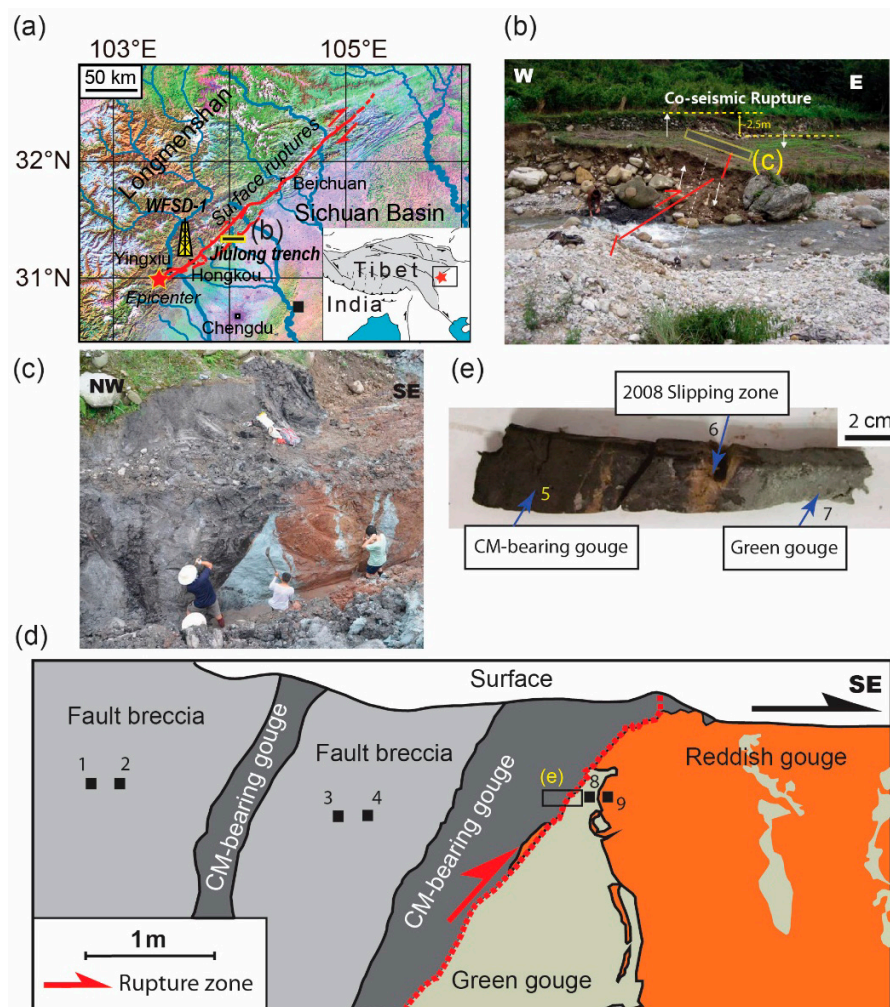 (a)
103°E
105°E
50 km
32°N
31°N
Longmenshan
Surface ruptures
WFSD-1
Beichuan
Sichuan Basin
(b)
Jiulong trench
Yingxiu
Hongkou
Epicenter
Chengdu
Tibet
India
(b)
W
E
Co-seismic Rupture
~2.5m
(c)
(c)
NW
SE
(e)
2008 Slipping zone
6
2 cm
5
7
CM-bearing gouge
Green gouge
(d)
Surface
SE
Fault breccia
CM-bearing gouge
Fault breccia
CM-bearing gouge
Reddish gouge
1 2
3 4
(e)
8
9
1m
Rupture zone
Green gouge